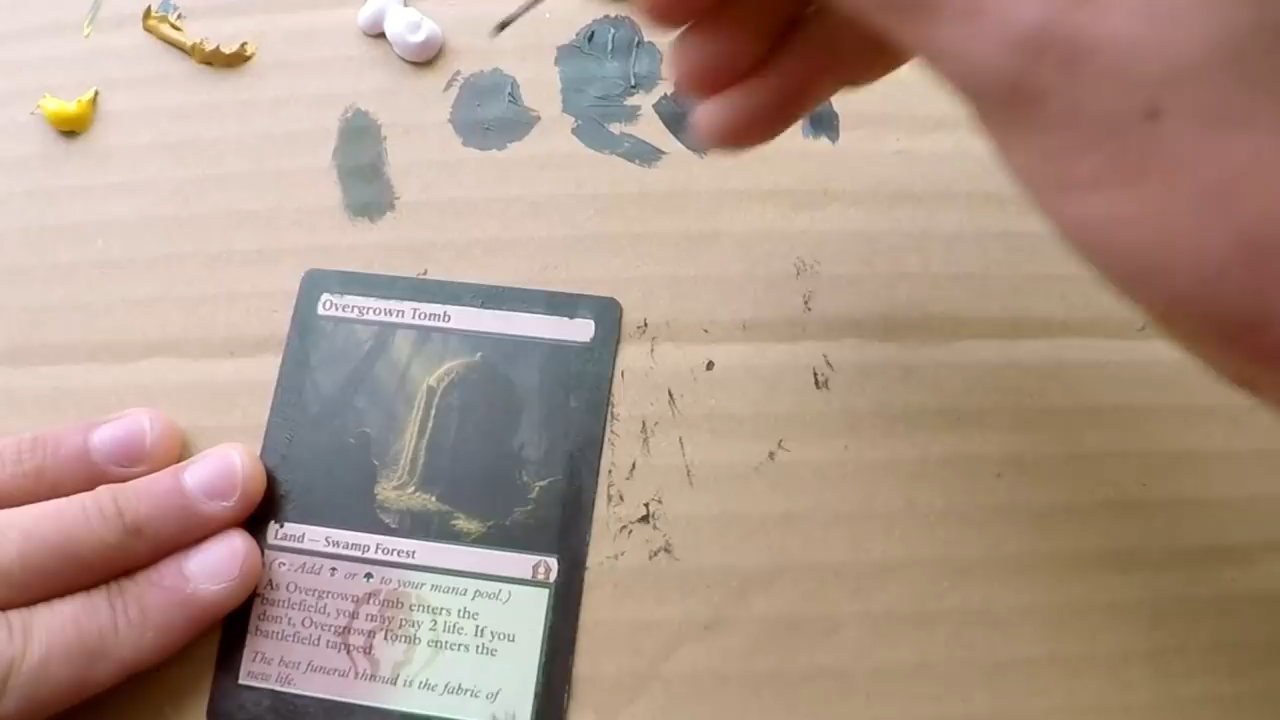 Overgrown Tomb
Land — Swamp Forest
( : Add or to your mana pool.)
As Overgrown Tomb enters the
battlefield, you may pay 2 life. If you
don't, Overgrown Tomb enters the
battlefield tapped.
The best funeral shroud is the fabric of
new life.